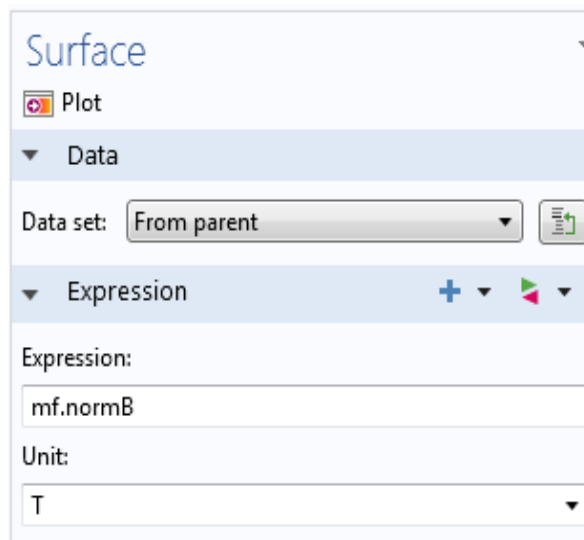 Surface
Plot
Data
Data set: From parent
Expression
Expression:
mf.normB
Unit:
T